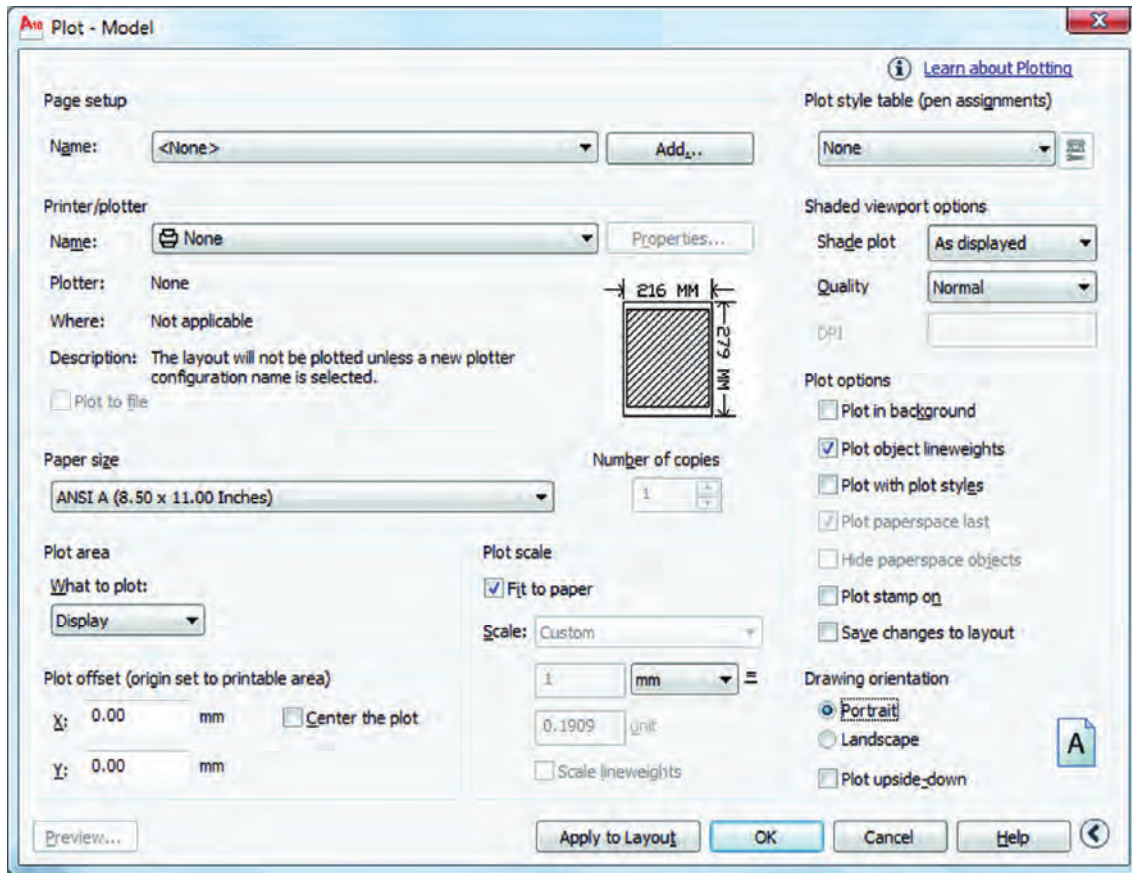 A10 Plot - Model
Learn about Plotting
Page setup
Name: <None> Add...
Plot style table (pen assignments)
None
Printer/plotter
Name: None Properties...
Plotter: None
Where: Not applicable
Description: The layout will not be plotted unless a new plotter
configuration name is selected.
Plot to file
216 MM
279 MM
Shaded viewport options
Shade plot As displayed
Quality Normal
DPI
Paper size
ANSI A (8.50 x 11.00 Inches)
Number of copies
1
Plot area
What to plot:
Display
Plot offset (origin set to printable area)
X: 0.00 mm Center the plot
Y: 0.00 mm
Plot scale
Fit to paper
Scale: Custom
1 mm =
0.1909 unit
Scale lineweights
Plot options
Plot in background
Plot object lineweights
Plot with plot styles
Plot paperspace last
Hide paperspace objects
Plot stamp on
Save changes to layout
Drawing orientation
Portrait
Landscape
Plot upside-down
A
Preview... Apply to Layout OK Cancel Help